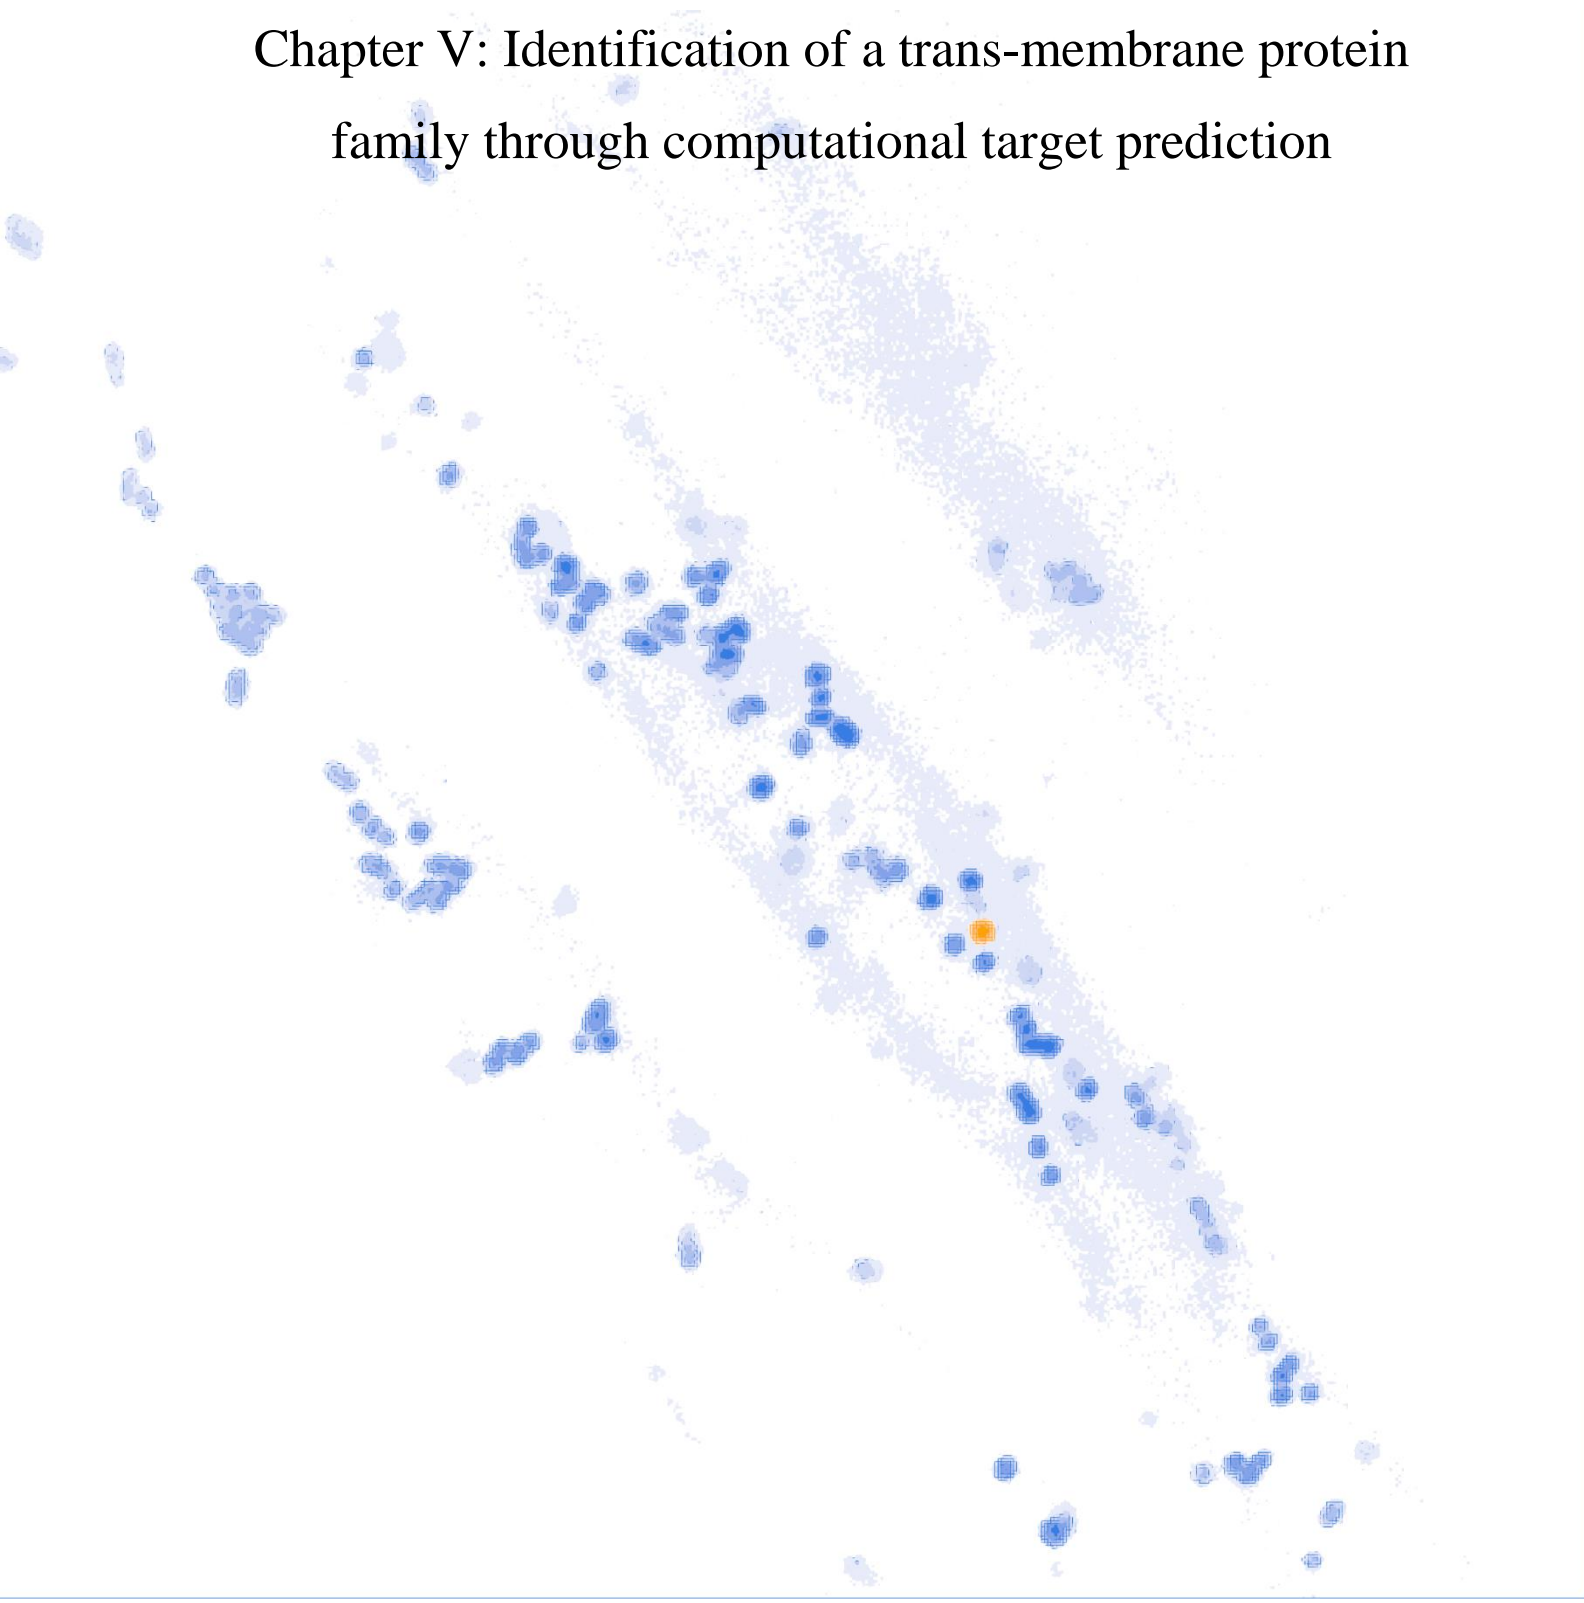 Chapter V: Identification of a trans-membrane protein
family through computational target prediction